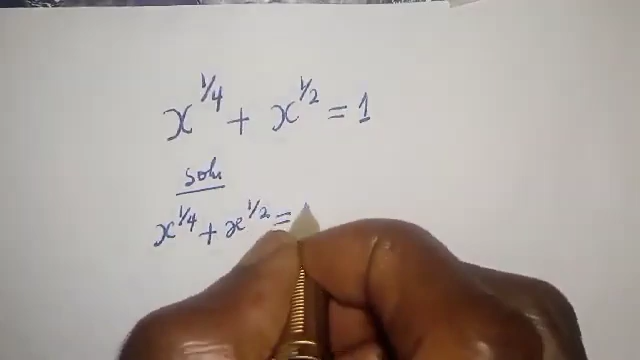 x^1/4 + x^1/2 = 1
Soln
x^1/4 + x^1/2 =